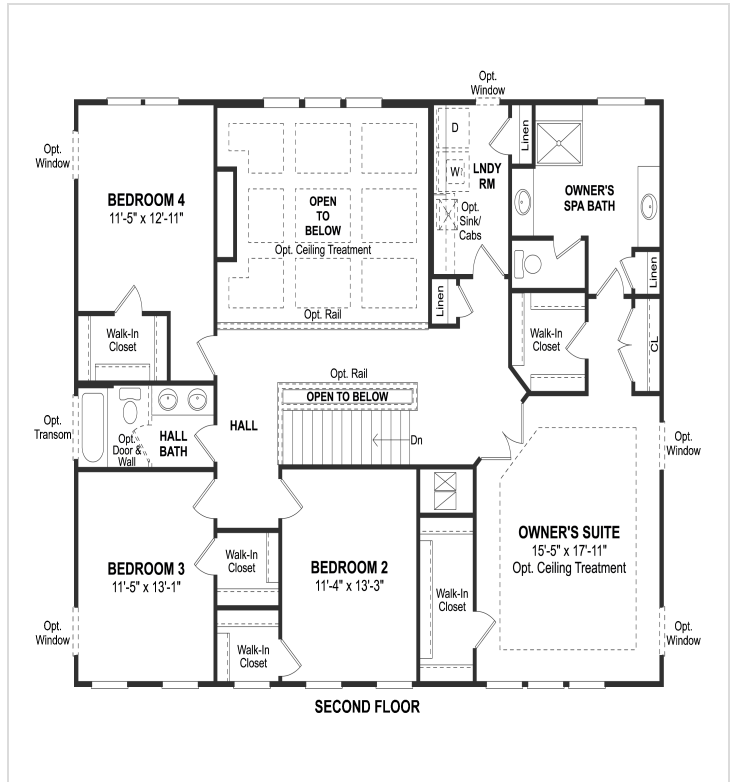 Opt.
Window
Opt.
Window
D
Linen
W
LNDY
RM
BEDROOM 4
11'-5" x 12'-11"
OPEN
TO
BELOW
Opt. Ceiling Treatment
Opt.
Sink/
Cabs
OWNER'S
SPA BATH
Linen
Linen
Opt. Rail
Walk-In
Closet
Walk-In
Closet
CL
Opt. Rail
OPEN TO BELOW
Opt.
Transom
Opt.
Door &
Wall
HALL
BATH
HALL
Dn
Opt.
Window
OWNER'S SUITE
15'-5" x 17'-11"
Opt. Ceiling Treatment
BEDROOM 3
11'-5" x 13'-1"
Walk-In
Closet
BEDROOM 2
11'-4" x 13'-3"
Walk-In
Closet
Opt.
Window
Walk-In
Closet
Opt.
Window
SECOND FLOOR